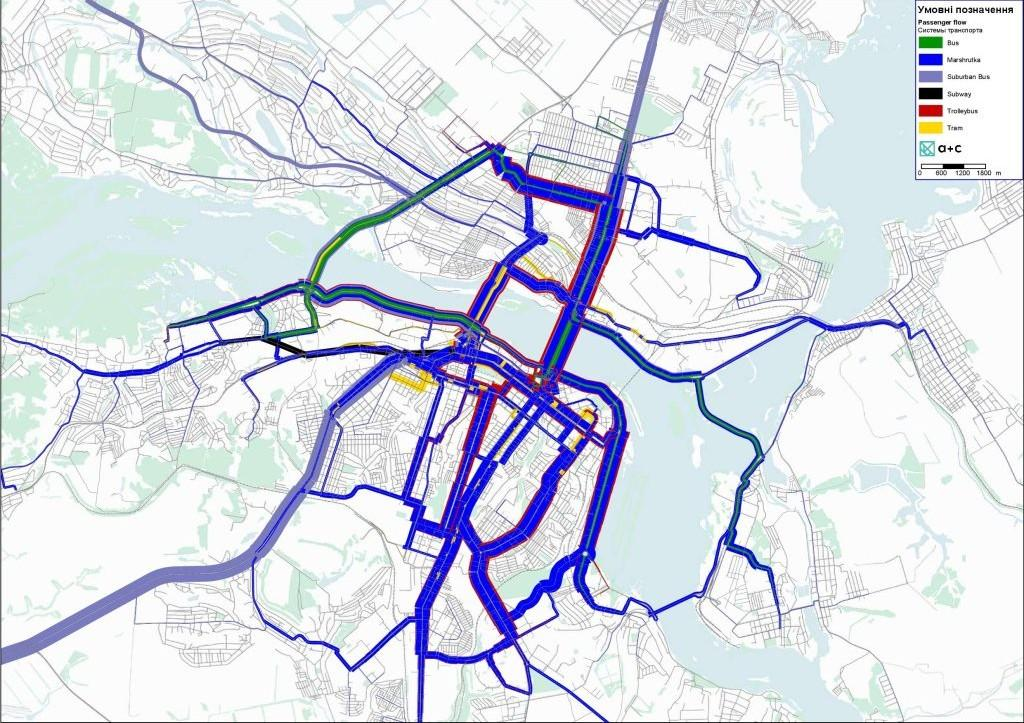 Умовні позначення
Passenger flow
Системы транспорта
Bus
Marshrutka
Suburban Bus
Subway
Trolleybus
Tram
a+c
0 600 1200 1800 m